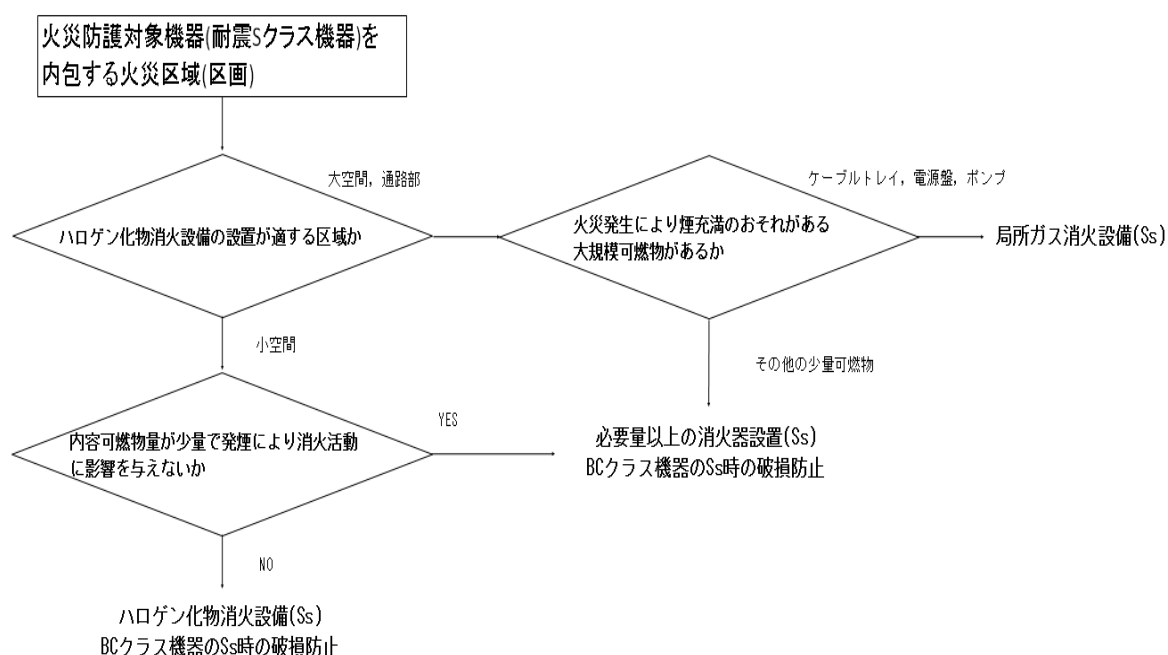 火災防護対象機器(耐震Sクラス機器)を
内包する火災区域(区画)
大空間，通路部
ケーブルトレイ，電源盤，ポンプ
ハロゲン化物消火設備の設置が適する区域か
火災発生により煙充満のおそれがある
大規模可燃物があるか
局所ガス消火設備(Ss)
小空間
その他の少量可燃物
YES
内容可燃物量が少量で発煙により消火活動
に影響を与えないか
必要量以上の消火器設置(Ss)
BCクラス機器のSs時の破損防止
NO
ハロゲン化物消火設備(Ss)
BCクラス機器のSs時の破損防止